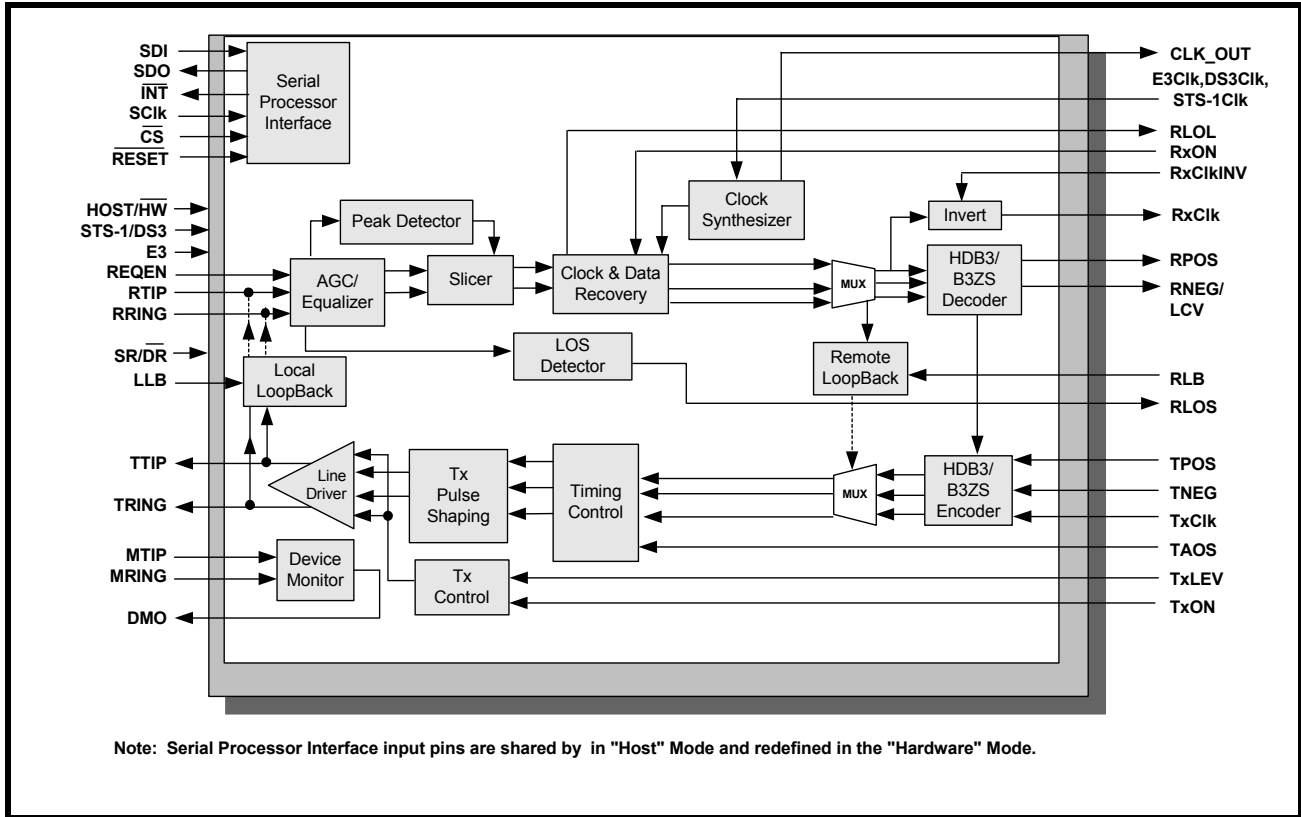 SDI
SDO
INT
SClk
CS
RESET
HOST/HW
STS-1/DS3
E3
REQEN
RTIP
RRING
SR/DR
LLB
TTIP
TRING
MTIP
MRING
DMO
Serial
Processor
Interface
Peak Detector
AGC/
Equalizer
Slicer
Clock & Data
Recovery
Clock
Synthesizer
Invert
MUX
HDB3/
B3ZS
Decoder
LOS
Detector
Remote
LoopBack
Local
LoopBack
Line
Driver
Tx
Pulse
Shaping
Timing
Control
MUX
HDB3/
B3ZS
Encoder
Device
Monitor
Tx
Control
CLK_OUT
E3Clk,DS3Clk,
STS-1Clk
RLOL
RxON
RxClkINV
RxClk
RPOS
RNEG/
LCV
RLB
RLOS
TPOS
TNEG
TxClk
TAOS
TxLEV
TxON
Note: Serial Processor Interface input pins are shared by in "Host" Mode and redefined in the "Hardware" Mode.